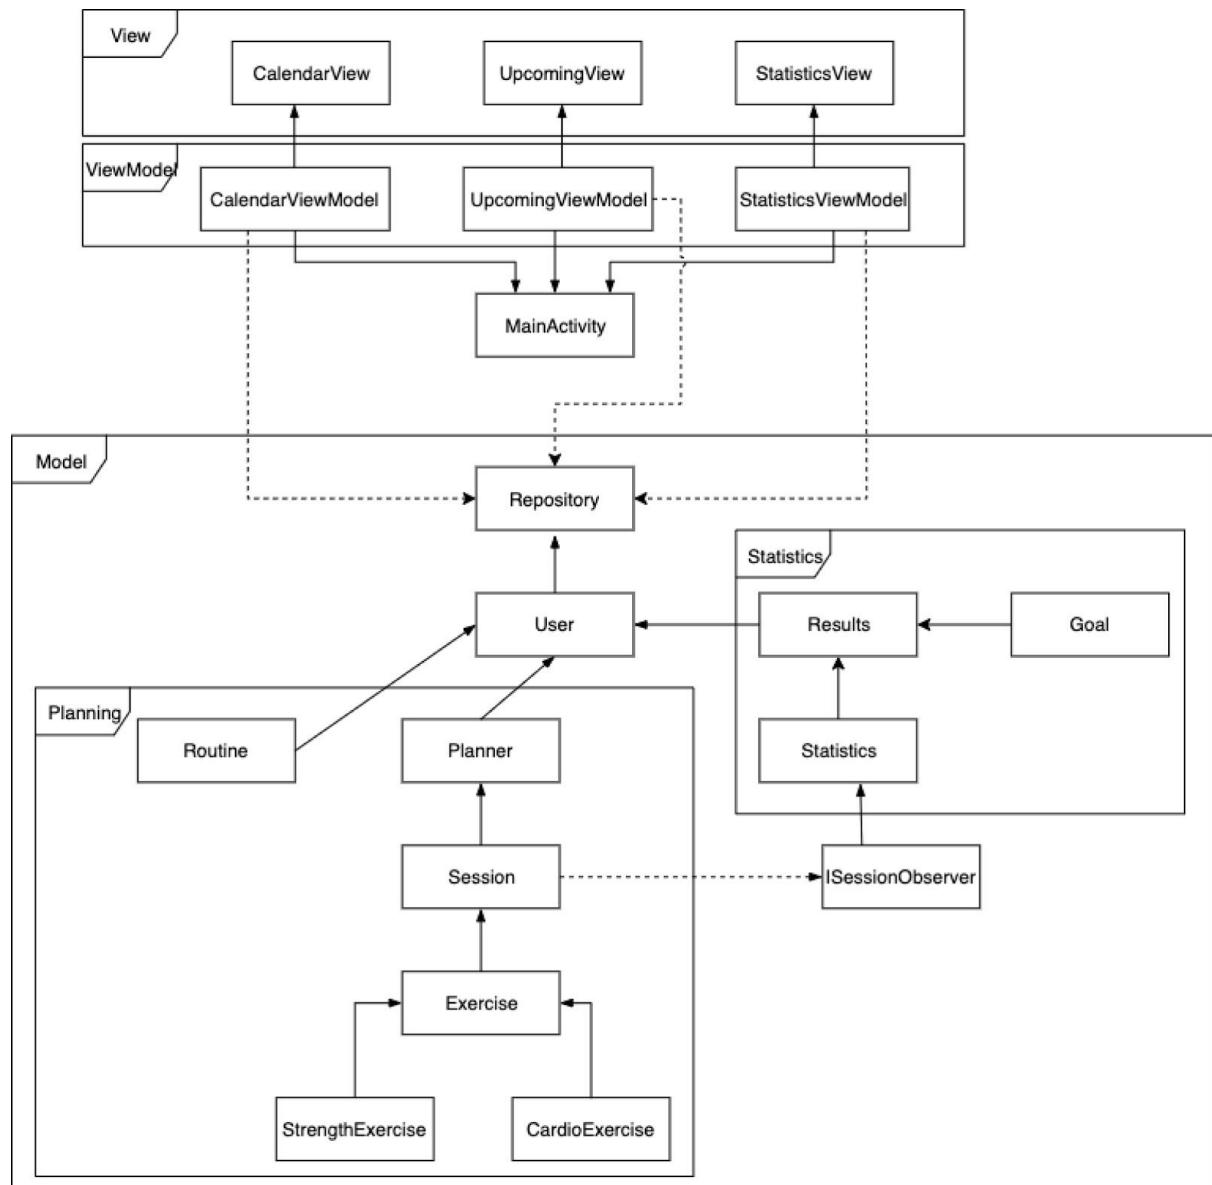 View
CalendarView
UpcomingView
StatisticsView
ViewModel
CalendarViewModel
UpcomingViewModel
StatisticsViewModel
MainActivity
Model
Repository
Statistics
User
Results
Goal
Planning
Routine
Planner
Statistics
Session
ISessionObserver
Exercise
StrengthExercise
CardioExercise